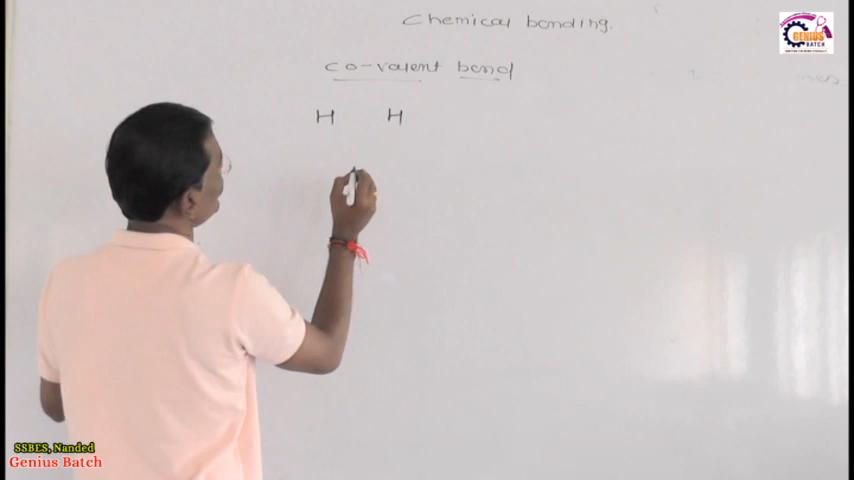 Chemical bonding.
GENIUS
BATCH
co-valent bond
H H
SSBES, Nanded
Genius Batch